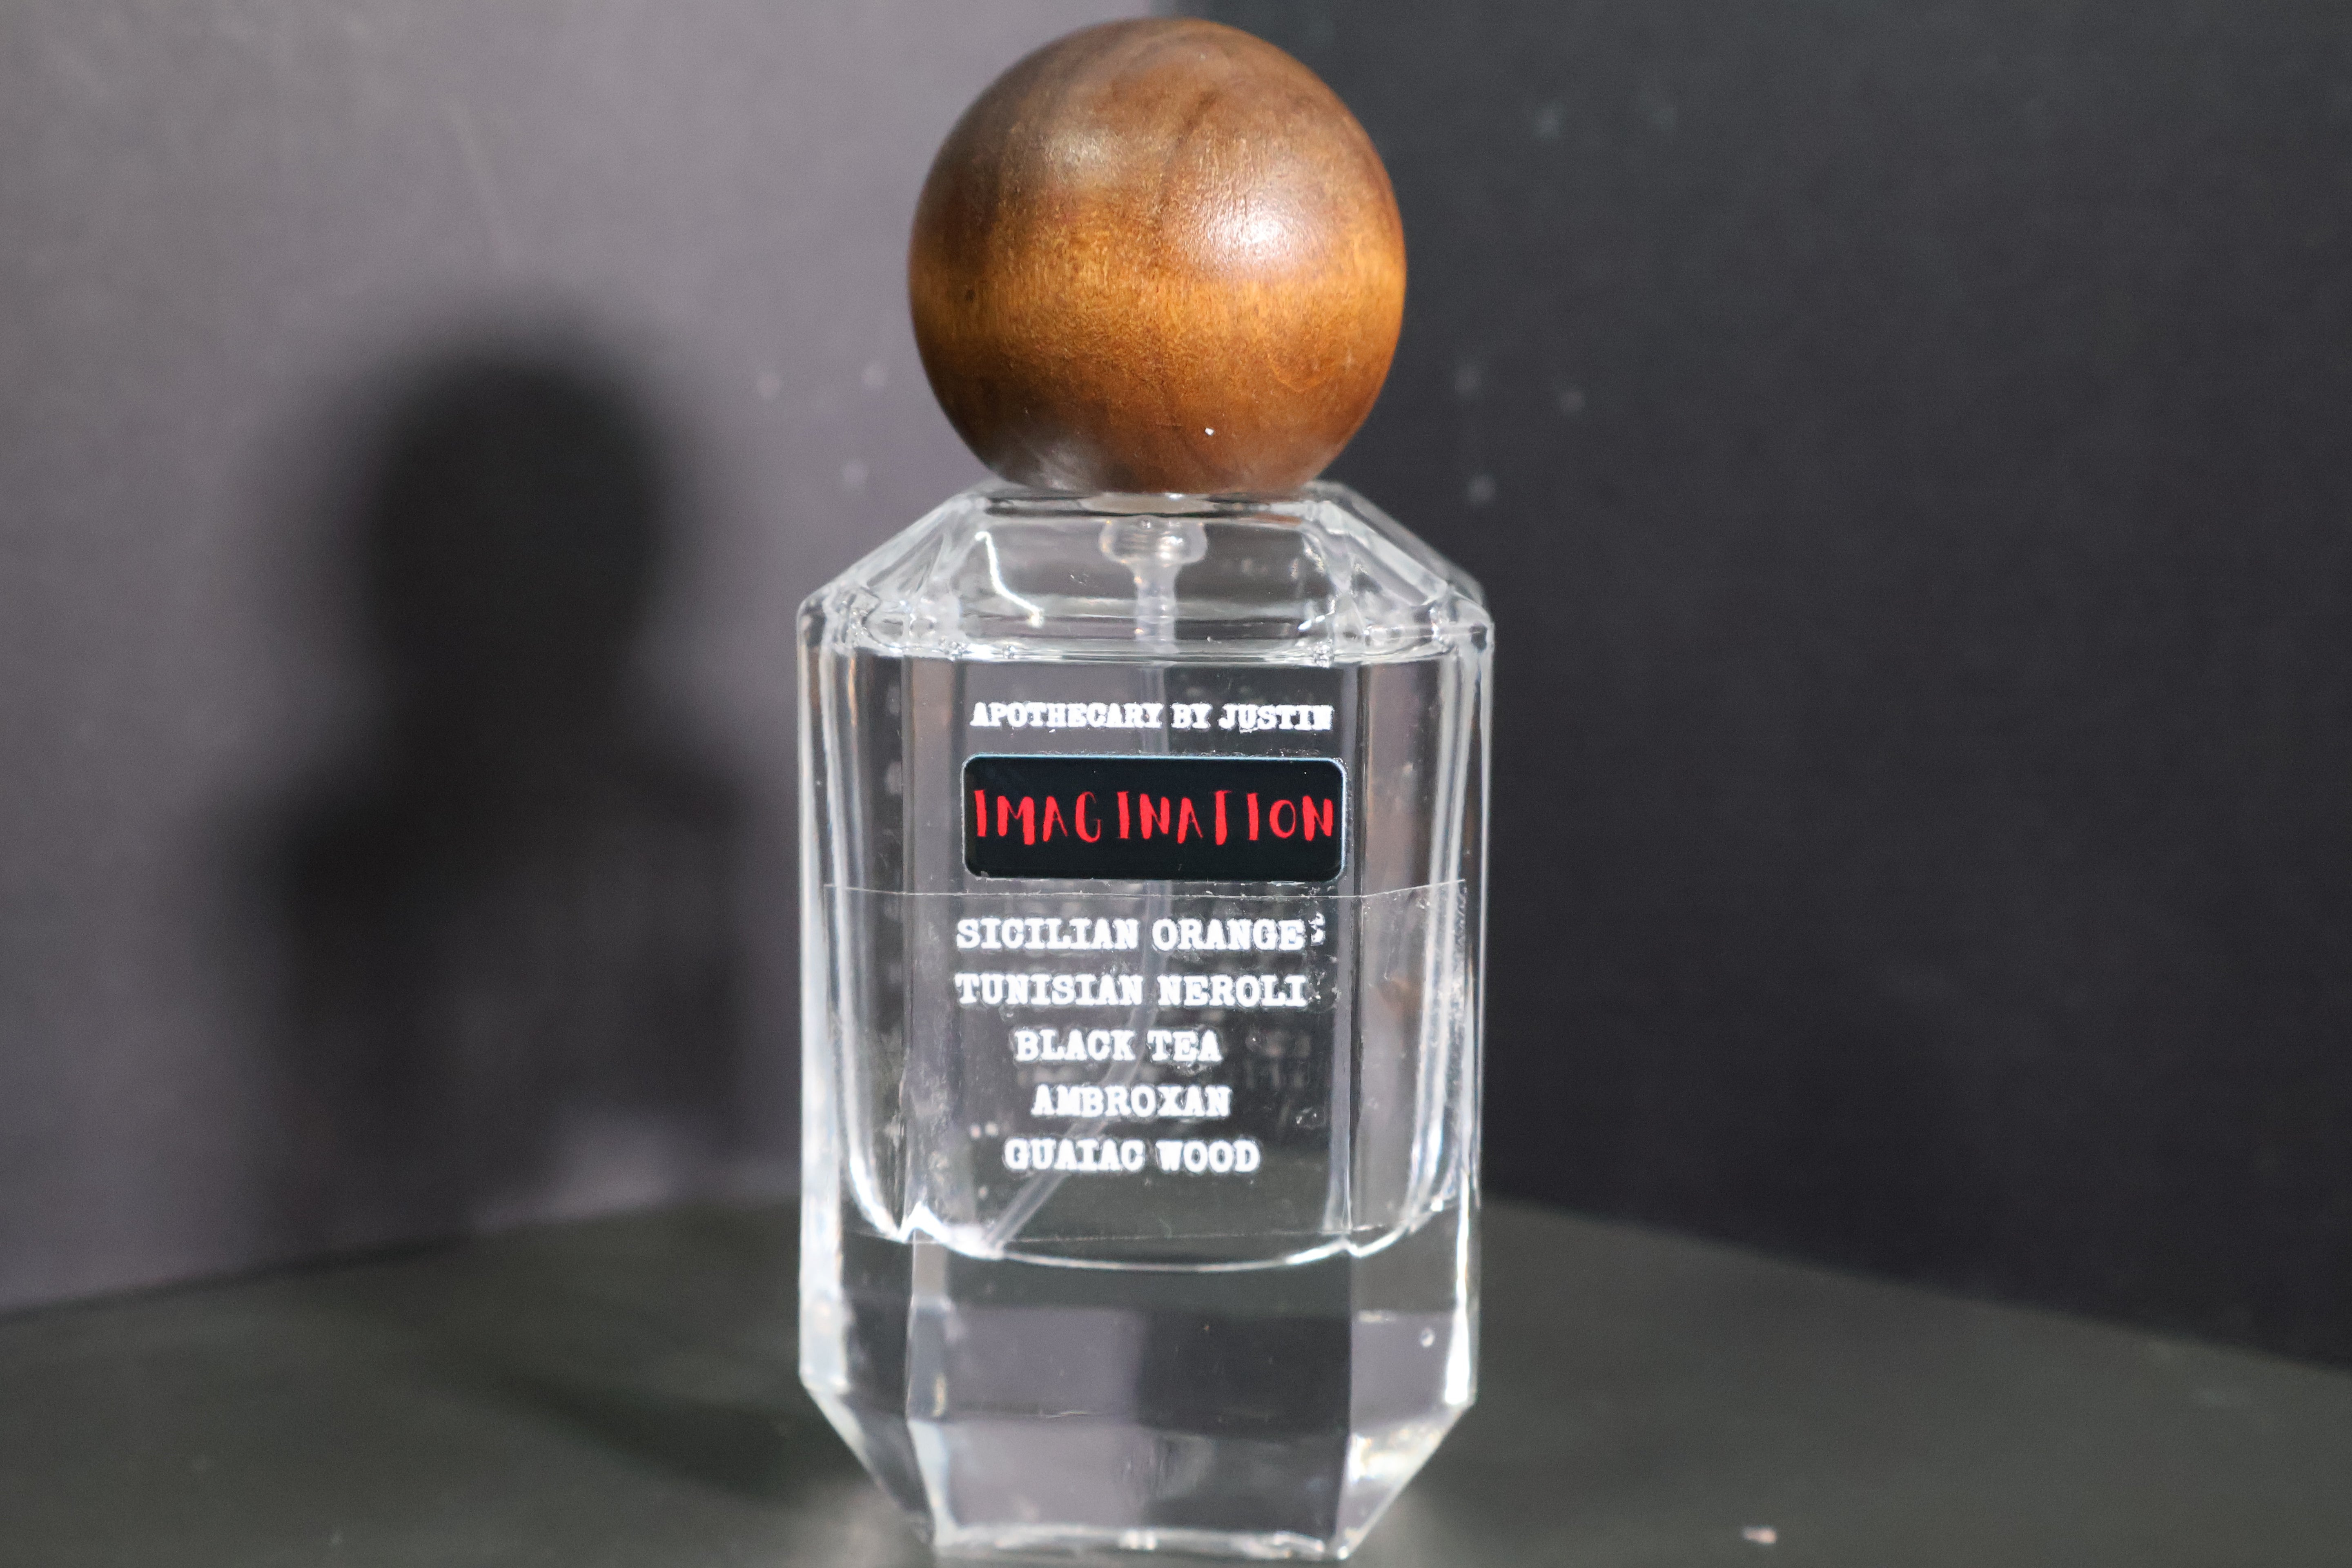 APOTHECARY BY JUSTIN
IMAGINATION
SICILIAN ORANGE
TUNISIAN NEROLI
BLACK TEA
AMBROXAN
GUAIAC WOOD